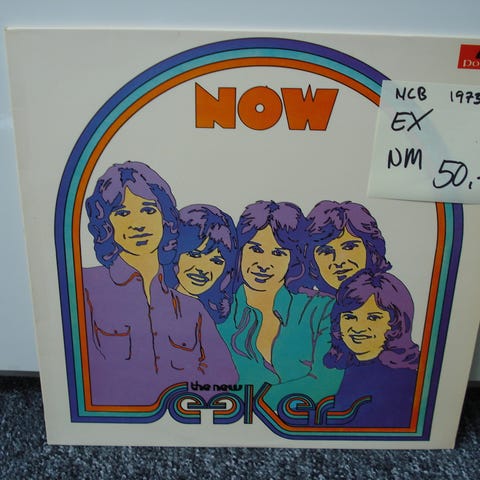 NOW
NCB 1973
EX
NM 50,-
the new
seekers